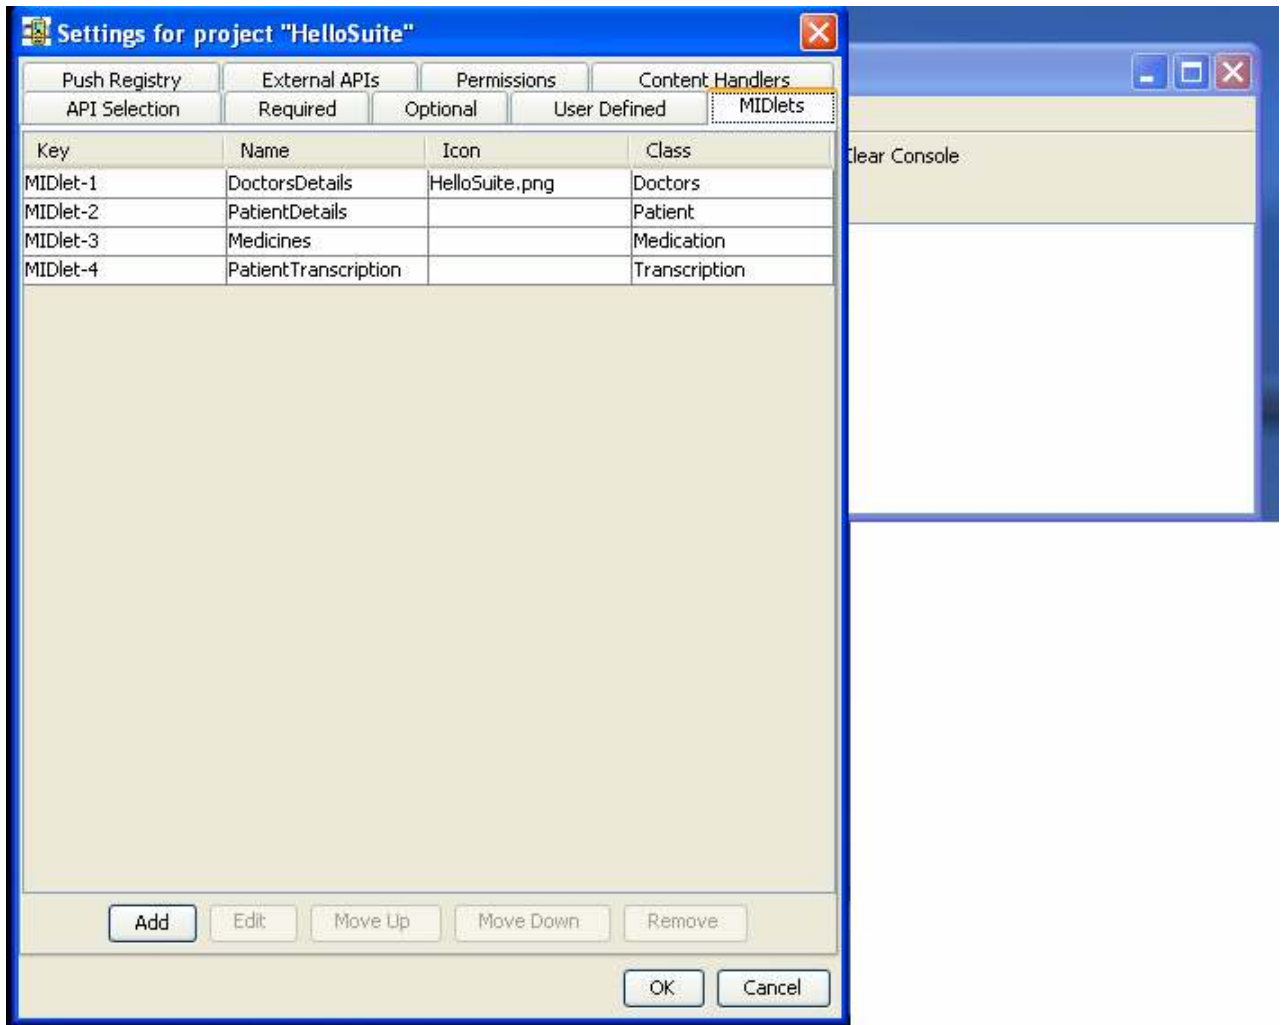 Settings for project "HelloSuite"
Push Registry External APIs Permissions Content Handlers
API Selection Required Optional User Defined MIDlets
Key Name Icon Class
MIDlet-1 DoctorsDetails HelloSuite.png Doctors
MIDlet-2 PatientDetails Patient
MIDlet-3 Medicines Medication
MIDlet-4 PatientTranscription Transcription
Clear Console
Add Edit Move Up Move Down Remove
OK Cancel